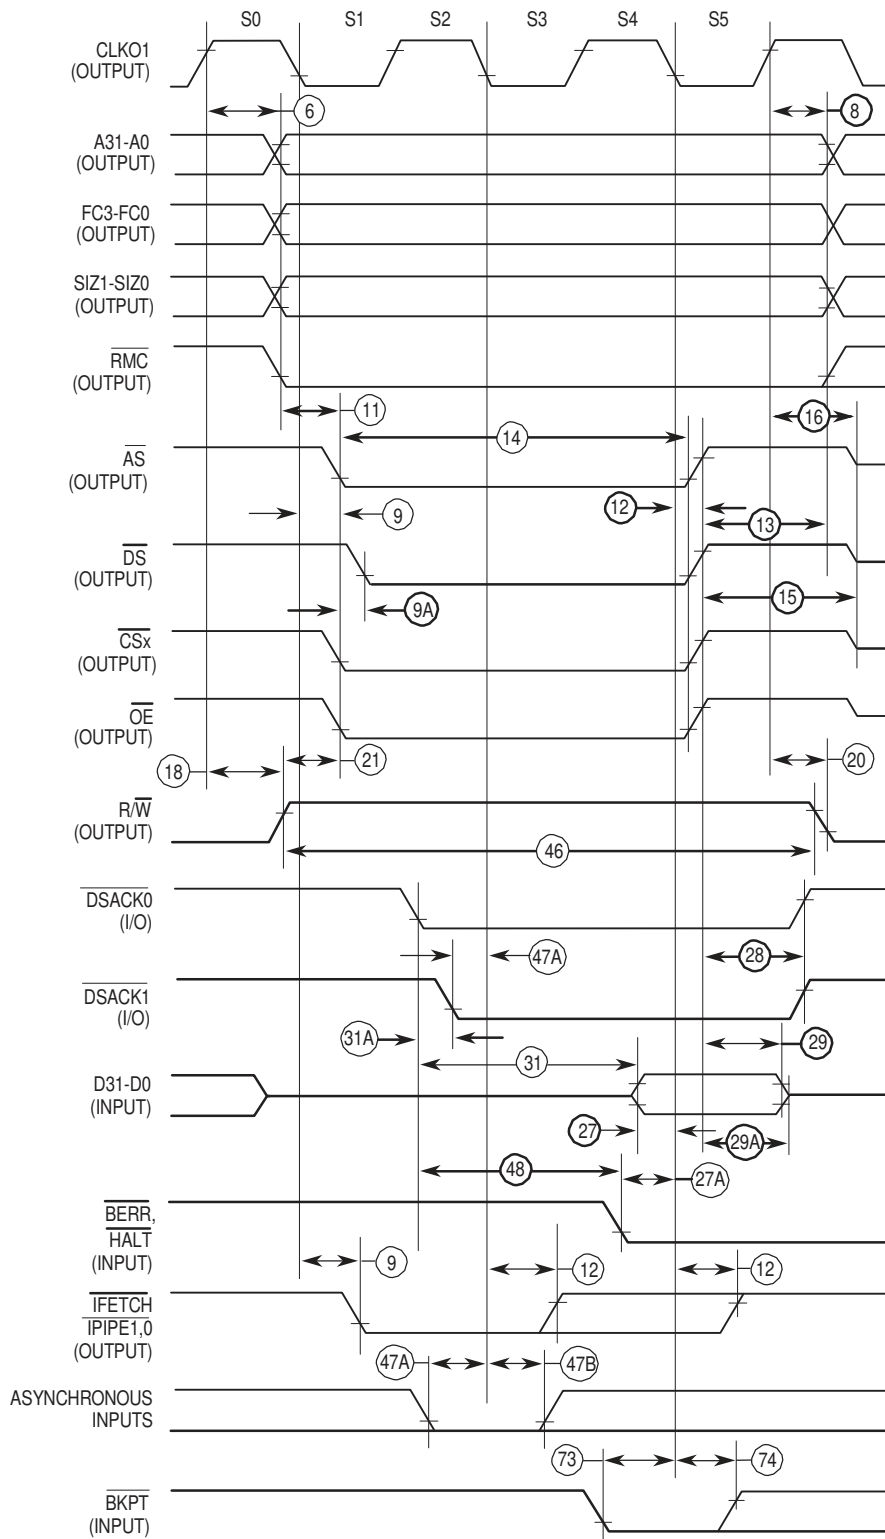 S0 S1 S2 S3 S4 S5
CLKO1
(OUTPUT)
6 8
A31-A0
(OUTPUT)
FC3-FC0
(OUTPUT)
SIZ1-SIZ0
(OUTPUT)
RMC
(OUTPUT)
11 16
14
AS
(OUTPUT)
9 12 13
DS
(OUTPUT)
9A 15
CSx
(OUTPUT)
OE
(OUTPUT)
18 21 20
R/W
(OUTPUT)
46
DSACK0
(I/O)
47A 28
DSACK1
(I/O)
31A 31 29
D31-D0
(INPUT)
27 29A
48 27A
BERR,
HALT
(INPUT)
9 12 12
IFETCH
IPIPE1,0
(OUTPUT)
47A 47B
ASYNCHRONOUS
INPUTS
73 74
BKPT
(INPUT)